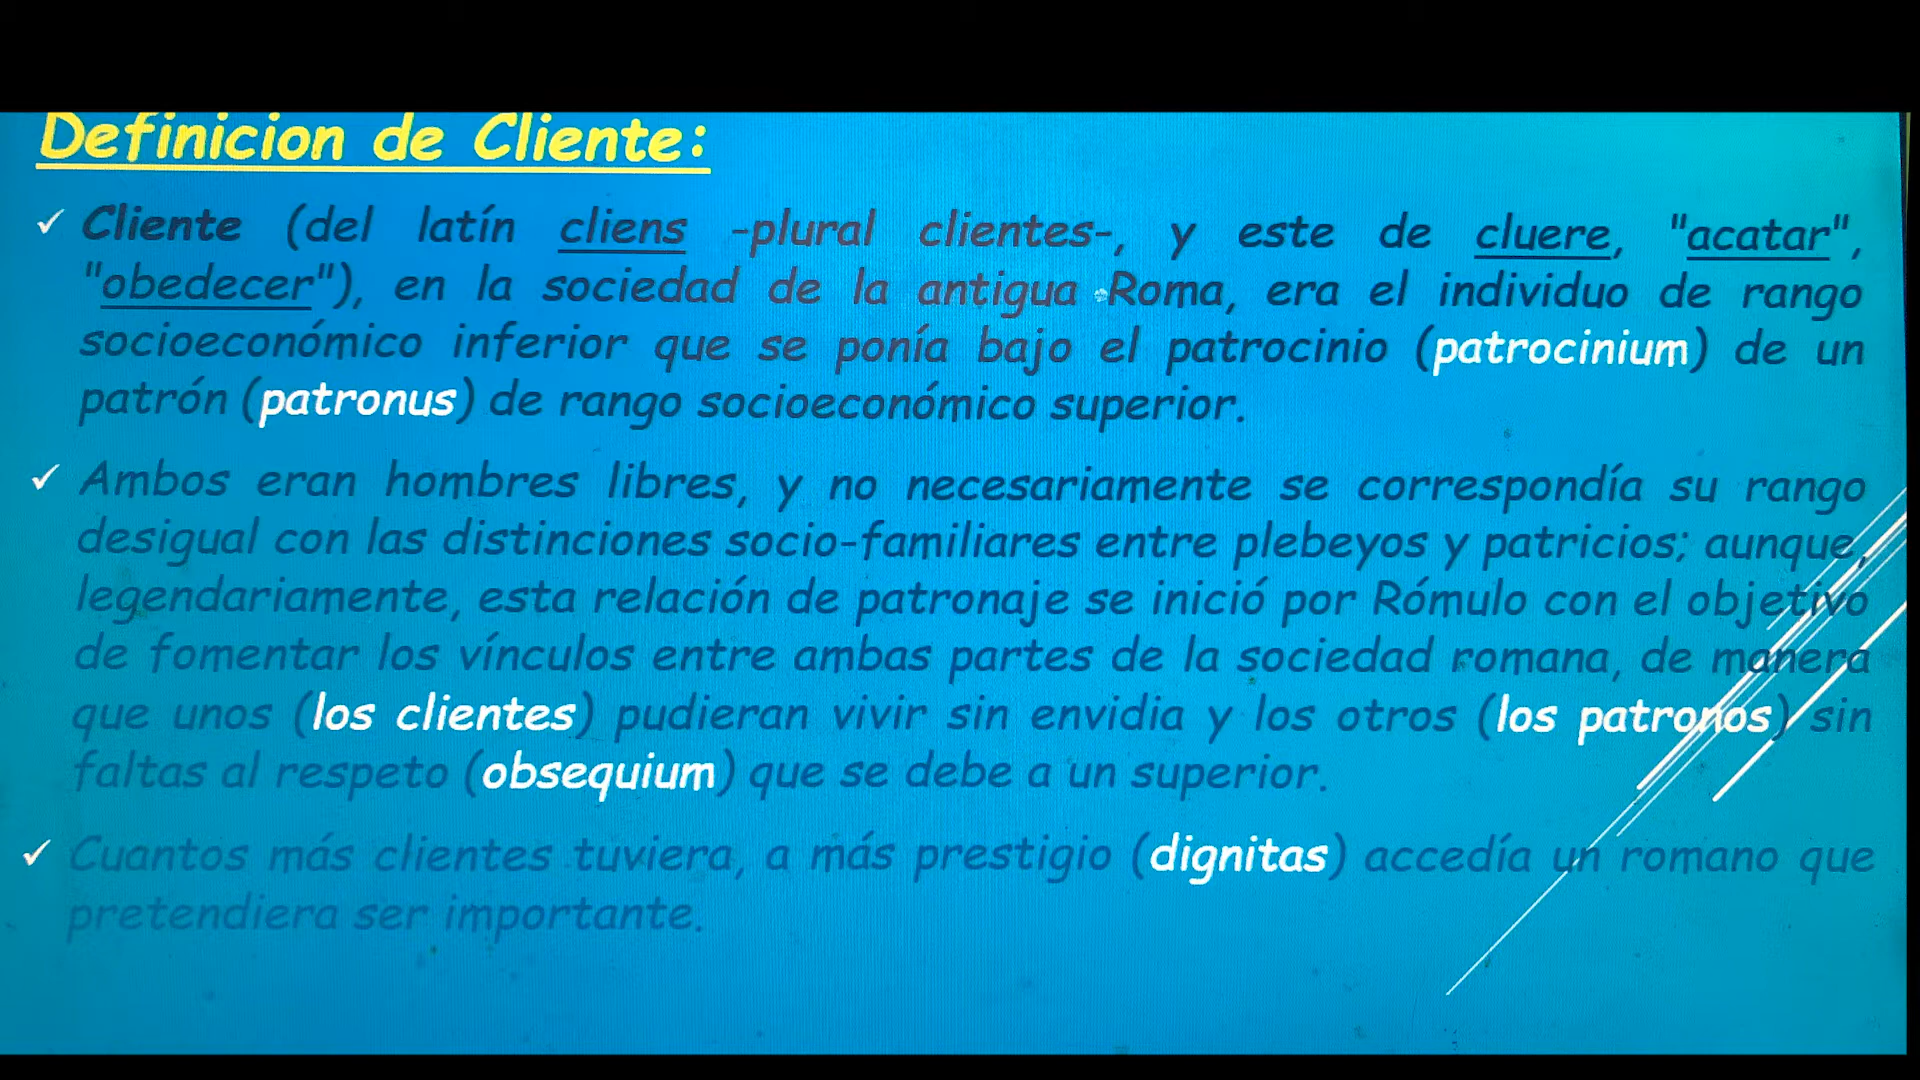 Definicion de Cliente:
✓ Cliente (del latín cliens -plural clientes-, y este de cluere, "acatar",
"obedecer"), en la sociedad de la antigua Roma, era el individuo de rango
socioeconómico inferior que se ponía bajo el patrocinio (patrocinium) de un
patrón (patronus) de rango socioeconómico superior.
✓ Ambos eran hombres libres, y no necesariamente se correspondía su rango
desigual con las distinciones socio-familiares entre plebeyos y patricios; aunque,
legendariamente, esta relación de patronaje se inició por Rómulo con el objetivo
de fomentar los vínculos entre ambas partes de la sociedad romana, de manera
que unos (los clientes) pudieran vivir sin envidia y los otros (los patronos) sin
faltas al respeto (obsequium) que se debe a un superior.
✓ Cuantos más clientes tuviera, a más prestigio (dignitas) accedía un romano que
pretendiera ser importante.